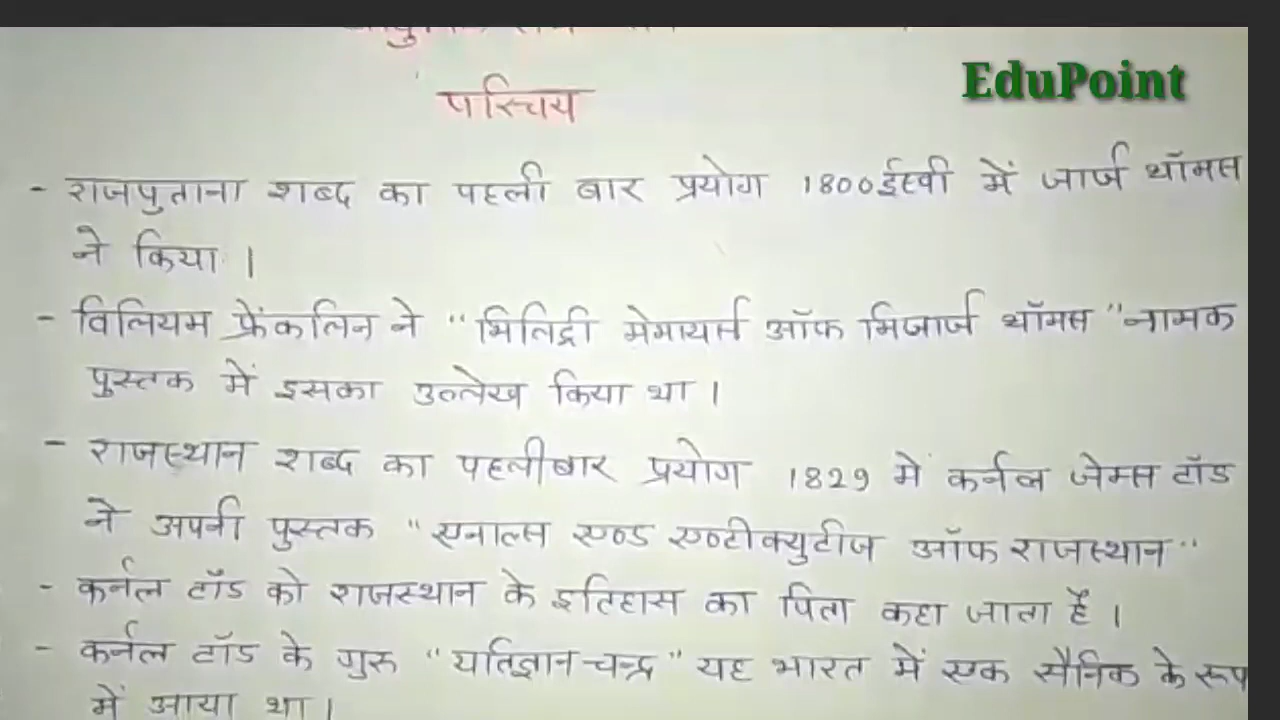 EduPoint
परिचय
- राजपुताना शब्द का पहली बार प्रयोग 1800ईस्वी में जार्ज थॉमस
ने किया ।
- विलियम फ्रेंकलिन ने "मिलिट्री मेमायर्स ऑफ मिजार्ज थॉमस" नामक
पुस्तक में इसका उल्लेख किया था ।
- राजस्थान शब्द का पहलीबार प्रयोग 1829 में कर्नल जेम्स टॉड
ने अपनी पुस्तक "एनाल्स एण्ड एण्टीक्युटीज ऑफ राजस्थान"
- कर्नल टॉड को राजस्थान के इतिहास का पिता कहा जाता है ।
- कर्नल टॉड के गुरु "यतिज्ञान-चन्द्र" यह भारत में एक सैनिक के रूप
में आया था ।